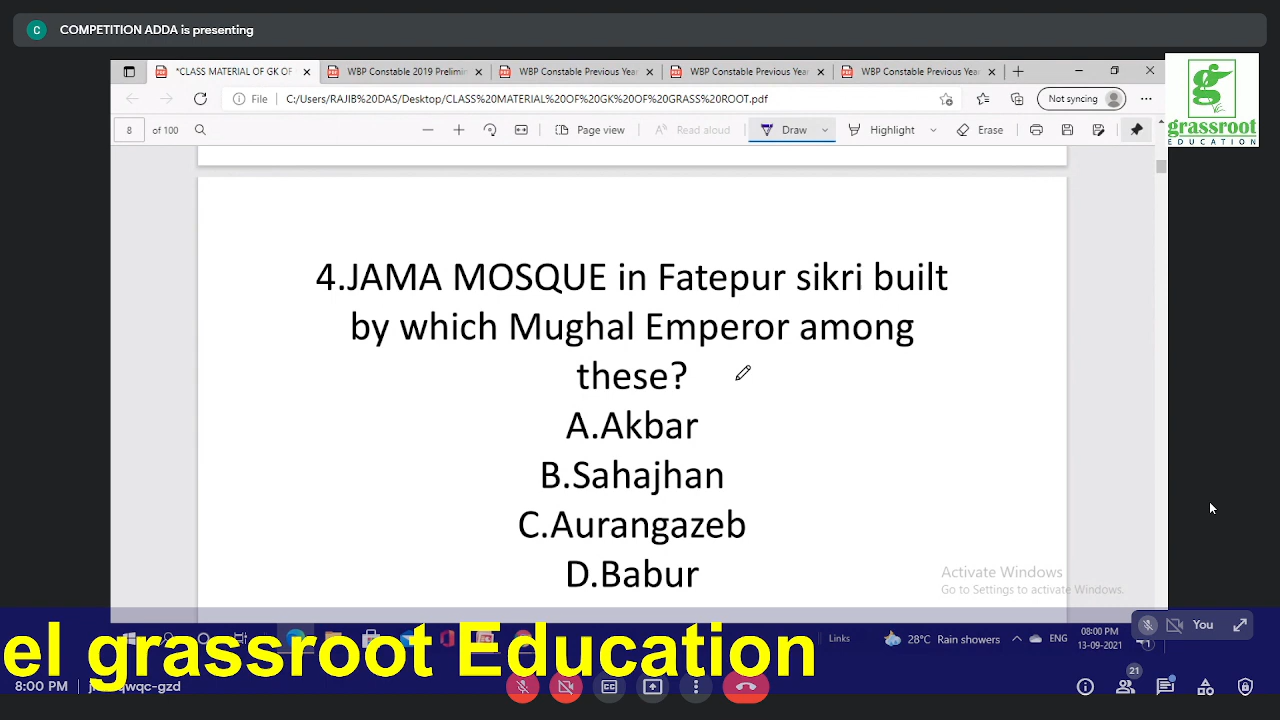 C COMPETITION ADDA is presenting
*CLASS MATERIAL OF GK OF
WBP Constable 2019 Prelimin
WBP Constable Previous Year
WBP Constable Previous Year
WBP Constable Previous Year
File C:/Users/RAJIB%20DAS/Desktop/CLASS%20MATERIAL%20OF%20GK%20OF%20GRASS%20ROOT.pdf Not syncing
8 of 100 Page view Read aloud Draw Highlight Erase
grassroot
EDUCATION
4.JAMA MOSQUE in Fatepur sikri built
by which Mughal Emperor among
these?
A.Akbar
B.Sahajhan
C.Aurangazeb
D.Babur
Activate Windows
Go to Settings to activate Windows.
el grassroot Education
Links 28°C Rain showers ENG 08:00 PM
13-09-2021
You
8:00 PM
21